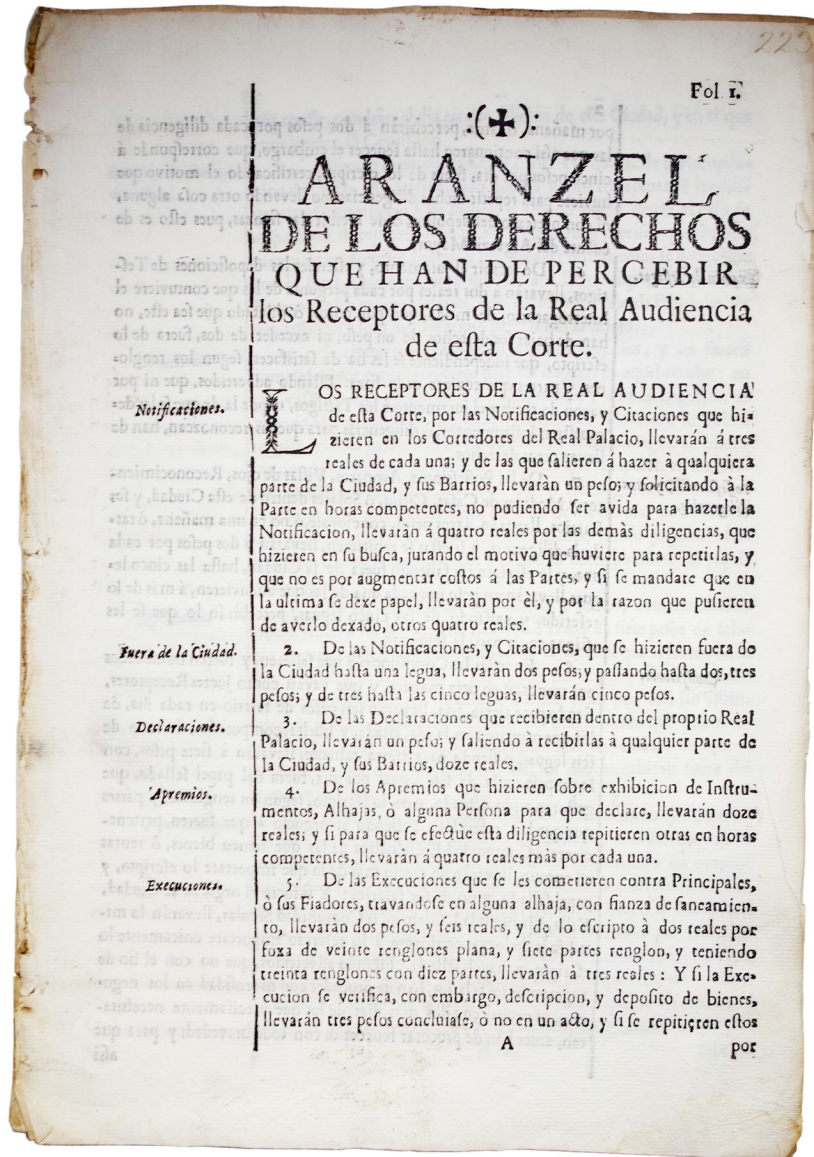 223
Fol. 1.
:(✠):
ARANZEL
DE LOS DERECHOS
QUE HAN DE PERCEBIR
los Receptores de la Real Audiencia
de eſta Corte.
Notificaciones.
LOS RECEPTORES DE LA REAL AUDIENCIA
de eſta Corte, por las Notificaciones, y Citaciones que hi-
zieren en los Corredores del Real Palacio, llevarán á tres
reales de cada una; y de las que ſalieren á hazer à qualquiera
parte de la Ciudad, y ſus Barrios, llevaràn un peſo; y ſolicitando à la
Parte en horas competentes, no pudiendo ſer avida para hazerle la
Notificacion, llevaràn á quatro reales por las demàs diligencias, que
hizieren en ſu buſca, jurando el motivo que huviere para repetirlas, y
que no es por augmentar coſtos á las Partes, y ſi ſe mandare que en
la ultima ſe dexe papel, llevaràn por èl, y por la razon que puſieren
de averlo dexado, otros quatro reales.
Fuera de la Ciudad.
2. De las Notificaciones, y Citaciones, que ſe hizieren fuera de
la Ciudad haſta una legua, llevaràn dos peſos; y paſſando haſta dos, tres
peſos; y de tres haſta las cinco leguas, llevarán cinco peſos.
Declaraciones.
3. De las Declaraciones que recibieren dentro del proprio Real
Palacio, llevarán un peſo; y ſaliendo à recibirlas à qualquier parte de
la Ciudad, y ſus Barrios, doze reales.
Apremios.
4. De los Apremios que hizieren ſobre exhibicion de Inſtru-
mentos, Alhajas, ò alguna Perſona para que declare, llevarán doze
reales; y ſi para que ſe efectùe eſta diligencia repitieren otras en horas
competentes, llevaràn á quatro reales màs por cada una.
Execuciones.
5. De las Execuciones que ſe les cometieren contra Principales,
ò ſus Fiadores, travandoſe en alguna alhaja, con fianza de ſaneamien-
to, llevaràn dos peſos, y ſeis reales, y de lo eſcripto à dos reales por
foxa de veinte renglones plana, y ſiete partes renglon, y teniendo
treinta renglones con diez partes, llevaràn à tres reales : Y ſi la Exe-
cucion ſe verifica, con embargo, deſcripcion, y depoſito de bienes,
llevarán tres peſos concluiaſe, ò no en un acto, y ſi ſe repitieren eſtos
A
por